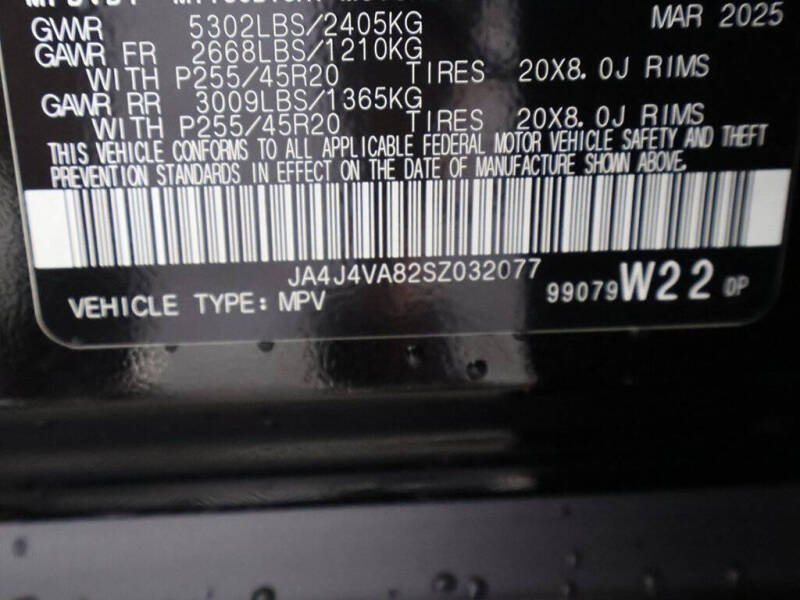 GWWR 5302LBS/2405KG MAR 2025
GAWR FR 2668LBS/1210KG
WITH P255/45R20 TIRES 20X8.0J RIMS
GAWR RR 3009LBS/1365KG
WITH P255/45R20 TIRES 20X8.0J RIMS
THIS VEHICLE CONFORMS TO ALL APPLICABLE FEDERAL MOTOR VEHICLE SAFETY AND THEFT
PREVENTION STANDARDS IN EFFECT ON THE DATE OF MANUFACTURE SHOWN ABOVE.
JA4J4VA82SZ032077
VEHICLE TYPE: MPV 99079 W22 0P